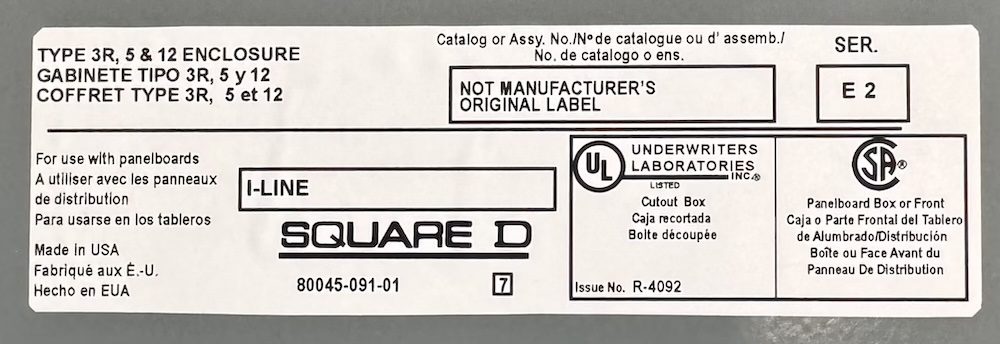 TYPE 3R, 5 & 12 ENCLOSURE
GABINETE TIPO 3R, 5 y 12
COFFRET TYPE 3R, 5 et 12
Catalog or Assy. No./Nº de catalogue ou d' assemb./
No. de catalogo o ens.
NOT MANUFACTURER'S
ORIGINAL LABEL
SER.
E 2
For use with panelboards
A utiliser avec les panneaux
de distribution
Para usarse en los tableros
I-LINE
Made in USA
Fabriqué aux É.-U.
Hecho en EUA
SQUARE D
80045-091-01
7
UL
UNDERWRITERS
LABORATORIES
INC.®
LISTED
Cutout Box
Caja recortada
Boîte découpée
Issue No. R-4092
CSA®
Panelboard Box or Front
Caja o Parte Frontal del Tablero
de Alumbrado/Distribución
Boîte ou Face Avant du
Panneau De Distribution